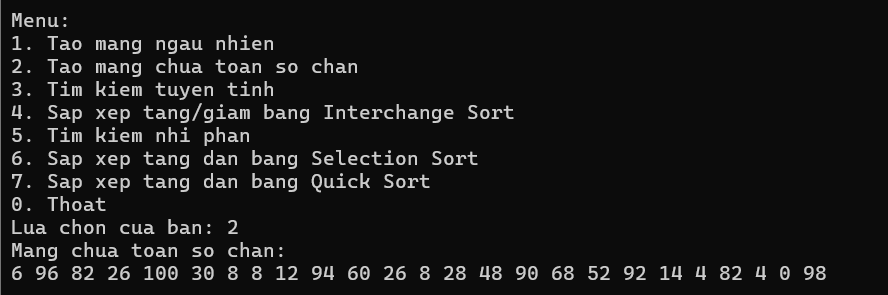 Menu:
1. Tao mang ngau nhien
2. Tao mang chua toan so chan
3. Tim kiem tuyen tinh
4. Sap xep tang/giam bang Interchange Sort
5. Tim kiem nhi phan
6. Sap xep tang dan bang Selection Sort
7. Sap xep tang dan bang Quick Sort
0. Thoat
Lua chon cua ban: 2
Mang chua toan so chan:
6 96 82 26 100 30 8 8 12 94 60 26 8 28 48 90 68 52 92 14 4 82 4 0 98